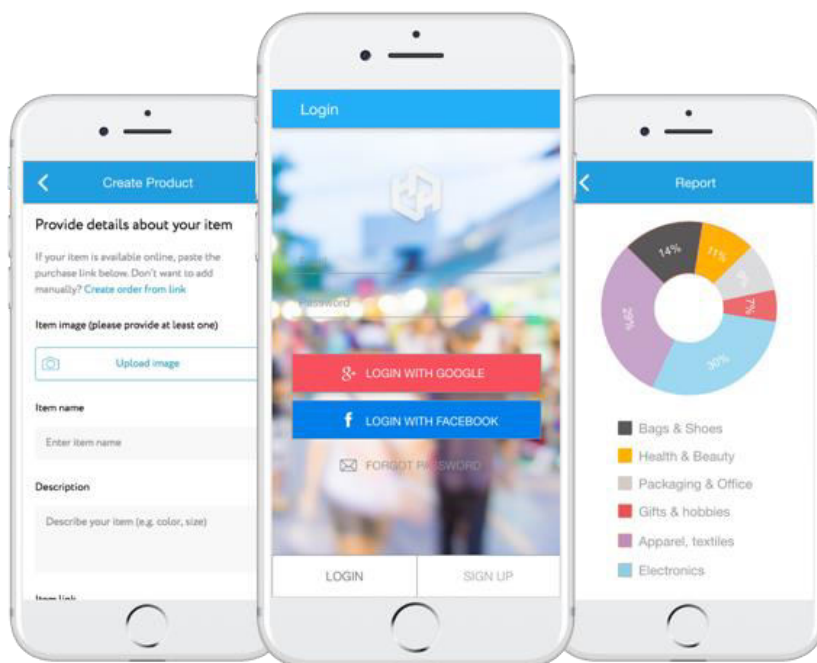 Create Product
Provide details about your item
If your item is available online, paste the
purchase link below. Don't want to add
manually? Create order from link
Item image (please provide at least one)
Upload image
Item name
Enter item name
Description
Describe your item (e.g. color, size)
Item link
Login
Password
g+ LOGIN WITH GOOGLE
f LOGIN WITH FACEBOOK
FORGOT PASSWORD
LOGIN
SIGN UP
Report
14%
11%
7%
30%
29%
Bags & Shoes
Health & Beauty
Packaging & Office
Gifts & hobbies
Apparel, textiles
Electronics